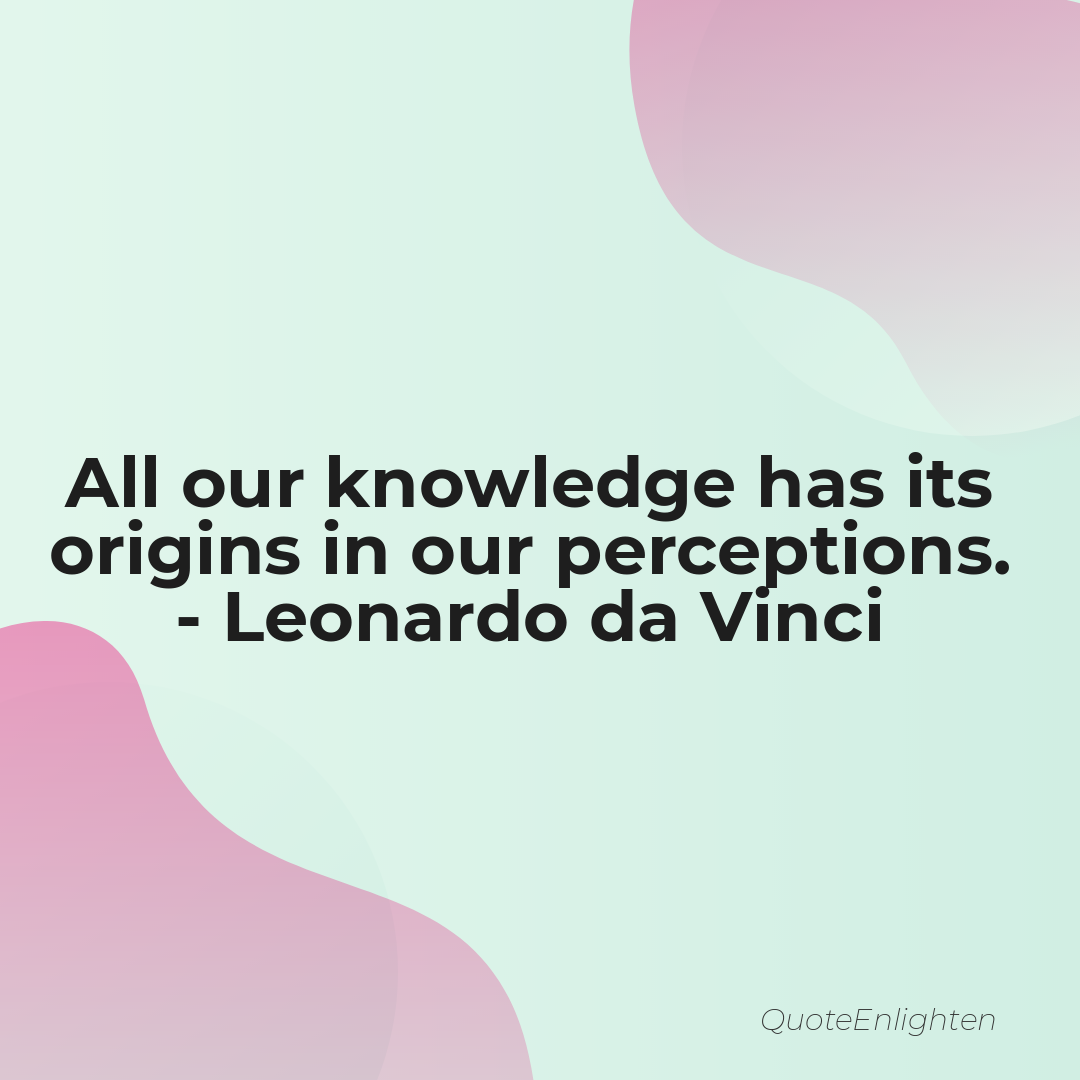 All our knowledge has its
origins in our perceptions.
- Leonardo da Vinci
QuoteEnlighten